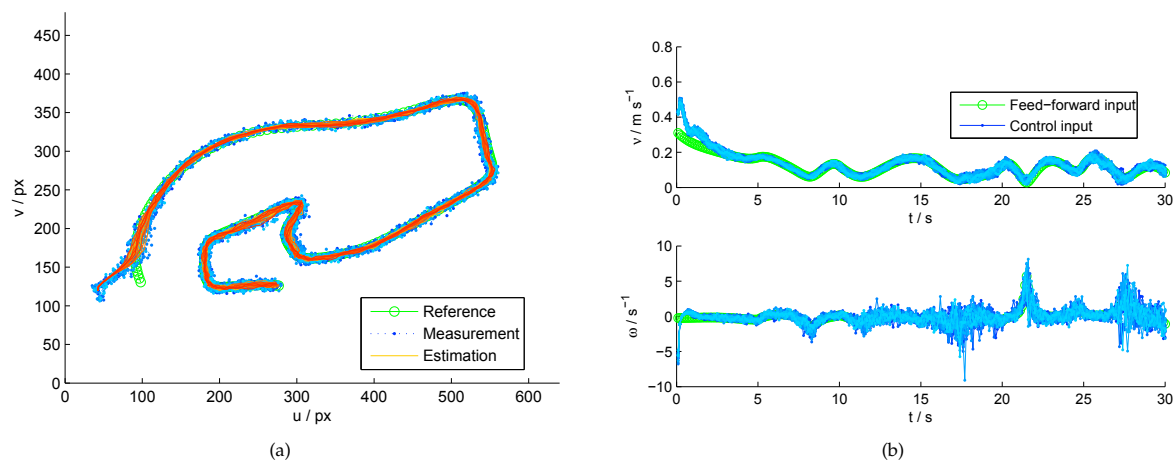 450
400
350
300
250
200
150
100
50
0
v / px
0 100 200 300 400 500 600
u / px
Reference
Measurement
Estimation
(a)
0.8
0.6
0.4
0.2
0
ν / m s⁻¹
Feed−forward input
Control input
0 5 10 15 20 25 30
t / s
10
5
0
−5
−10
ω / s⁻¹
0 5 10 15 20 25 30
t / s
(b)